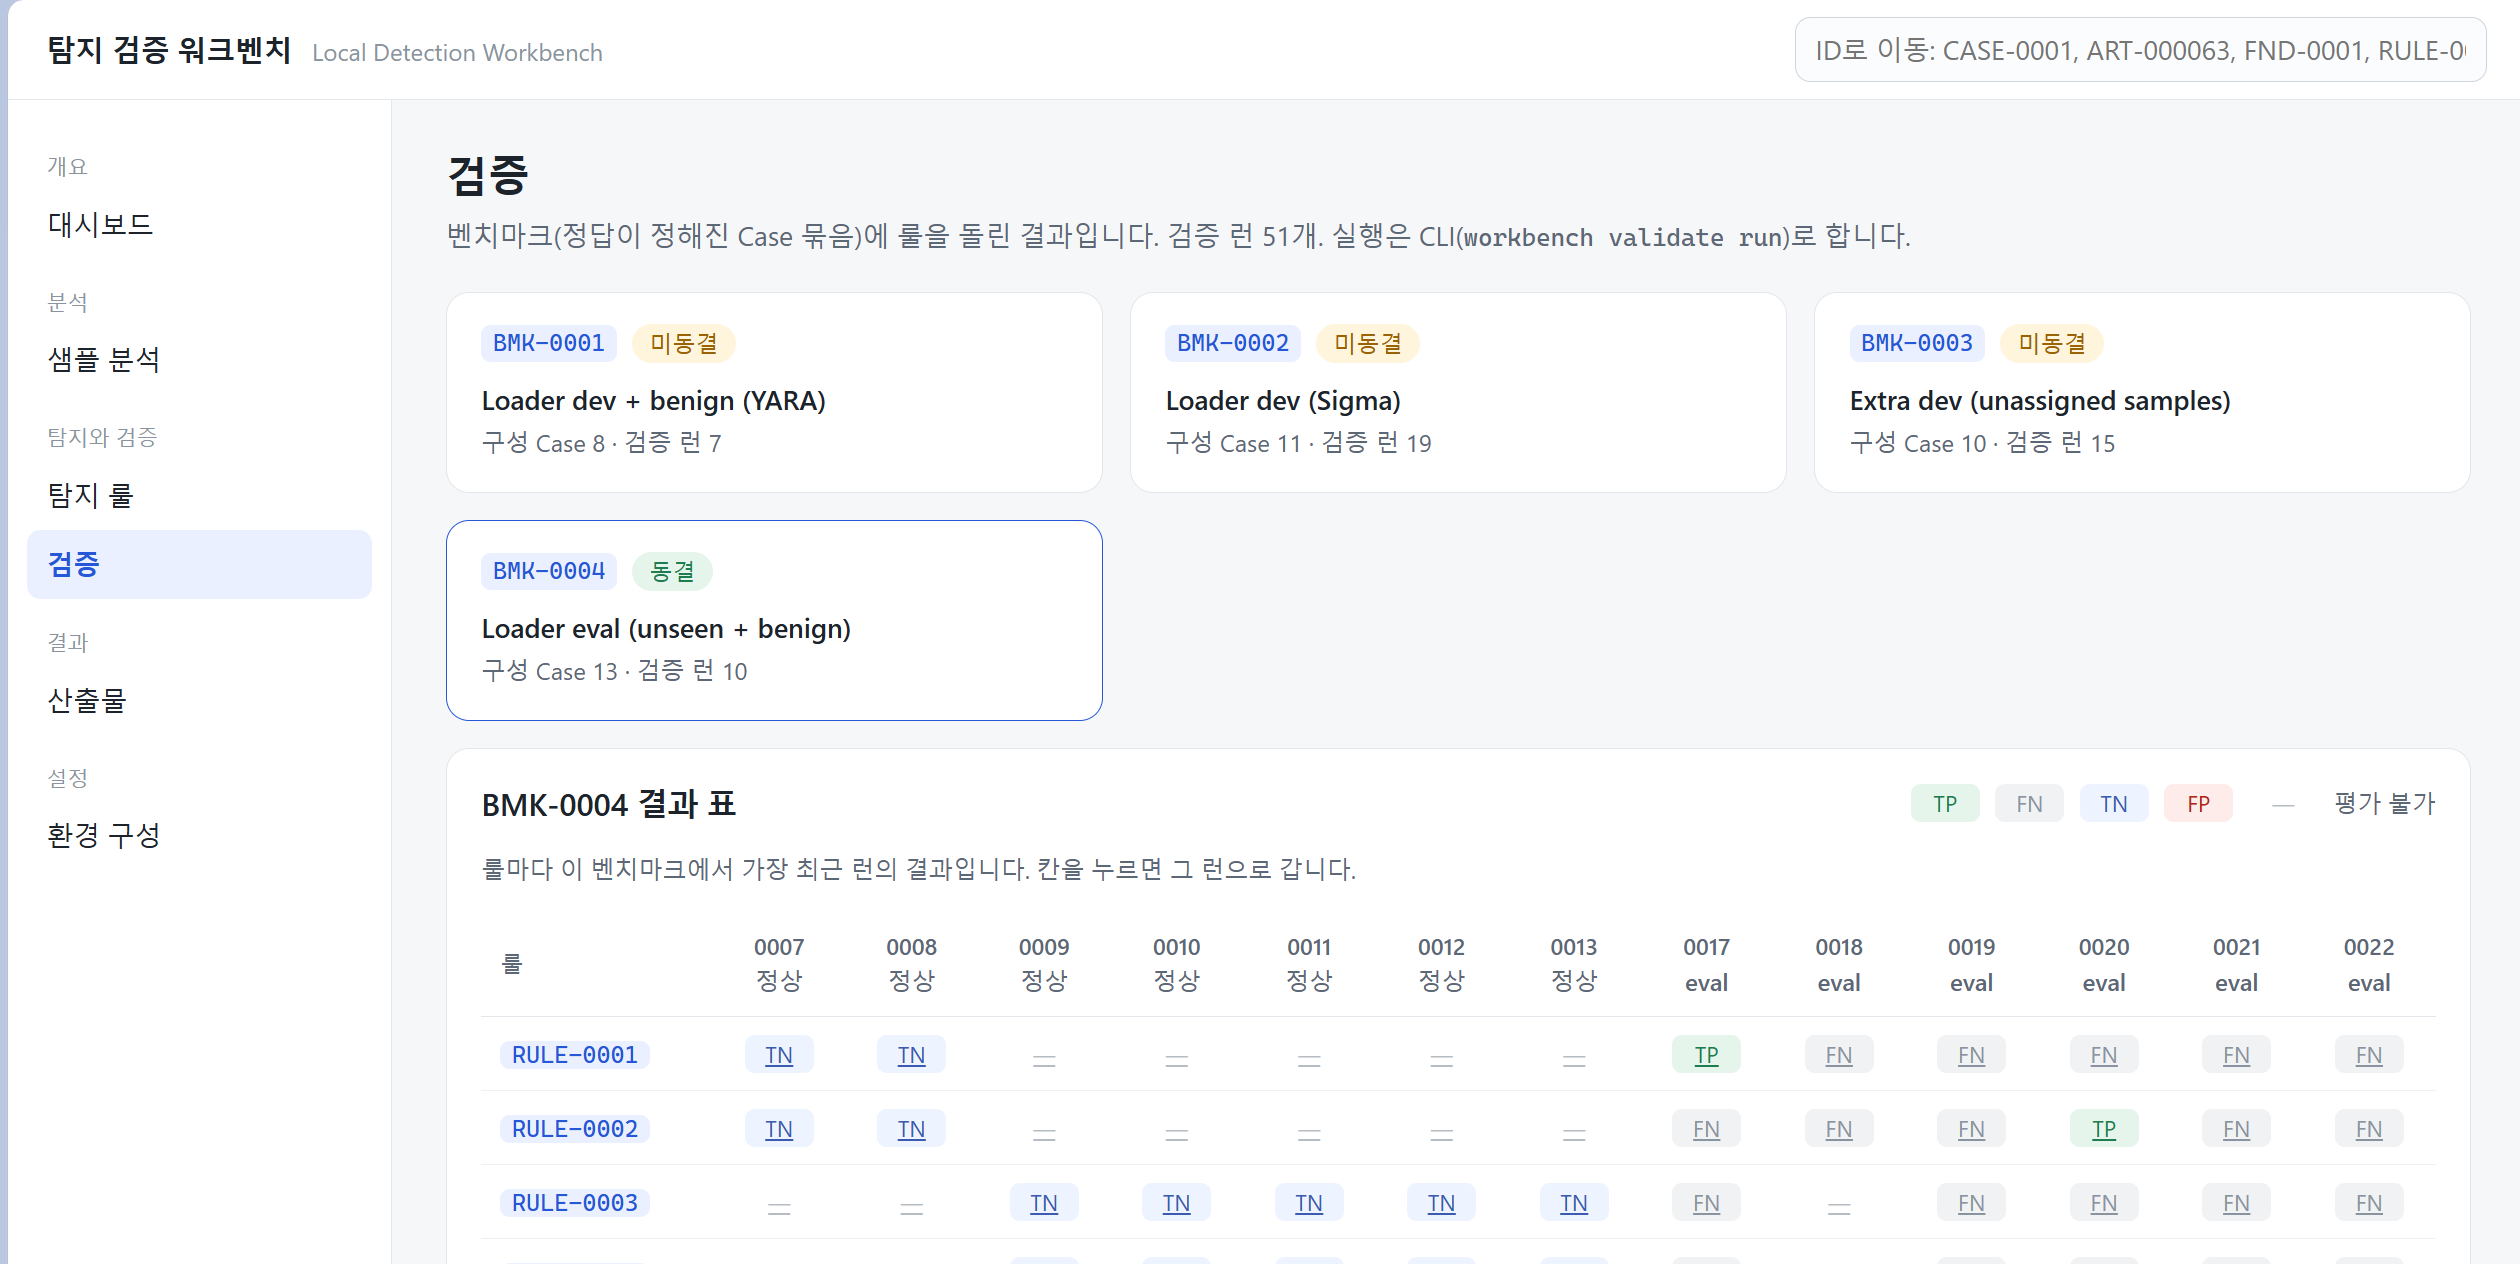 탐지 검증 워크벤치 Local Detection Workbench
ID로 이동: CASE-0001, ART-000063, FND-0001, RULE-0
개요
대시보드
분석
샘플 분석
탐지와 검증
탐지 룰
검증
결과
산출물
설정
환경 구성
검증
벤치마크(정답이 정해진 Case 묶음)에 룰을 돌린 결과입니다. 검증 런 51개. 실행은 CLI(workbench validate run)로 합니다.
BMK-0001 미동결
Loader dev + benign (YARA)
구성 Case 8 · 검증 런 7
BMK-0002 미동결
Loader dev (Sigma)
구성 Case 11 · 검증 런 19
BMK-0003 미동결
Extra dev (unassigned samples)
구성 Case 10 · 검증 런 15
BMK-0004 동결
Loader eval (unseen + benign)
구성 Case 13 · 검증 런 10
BMK-0004 결과 표
TP FN TN FP — 평가 불가
룰마다 이 벤치마크에서 가장 최근 런의 결과입니다. 칸을 누르면 그 런으로 갑니다.
룰 0007 0008 0009 0010 0011 0012 0013 0017 0018 0019 0020 0021 0022
정상 정상 정상 정상 정상 정상 정상 eval eval eval eval eval eval
RULE-0001 TN TN — — — — — TP FN FN FN FN FN
RULE-0002 TN TN — — — — — FN FN FN TP FN FN
RULE-0003 — — TN TN TN TN TN FN — FN FN FN FN